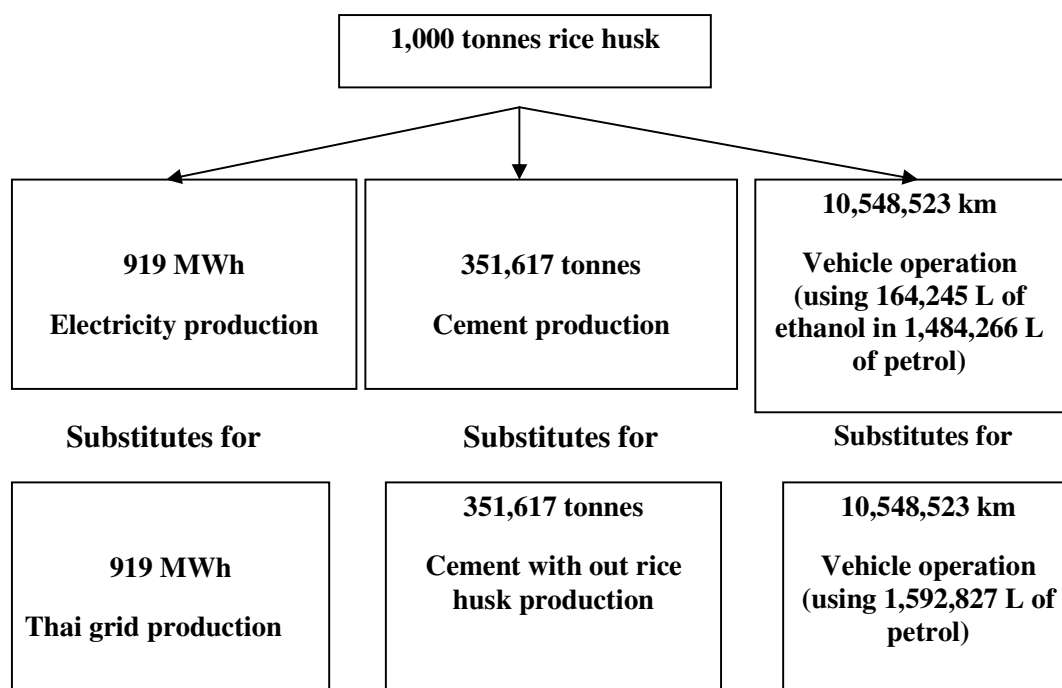 1,000 tonnes rice husk
919 MWh
Electricity production
351,617 tonnes
Cement production
10,548,523 km
Vehicle operation
(using 164,245 L of
ethanol in 1,484,266 L
of petrol)
Substitutes for
Substitutes for
Substitutes for
919 MWh
Thai grid production
351,617 tonnes
Cement with out rice
husk production
10,548,523 km
Vehicle operation
(using 1,592,827 L of
petrol)